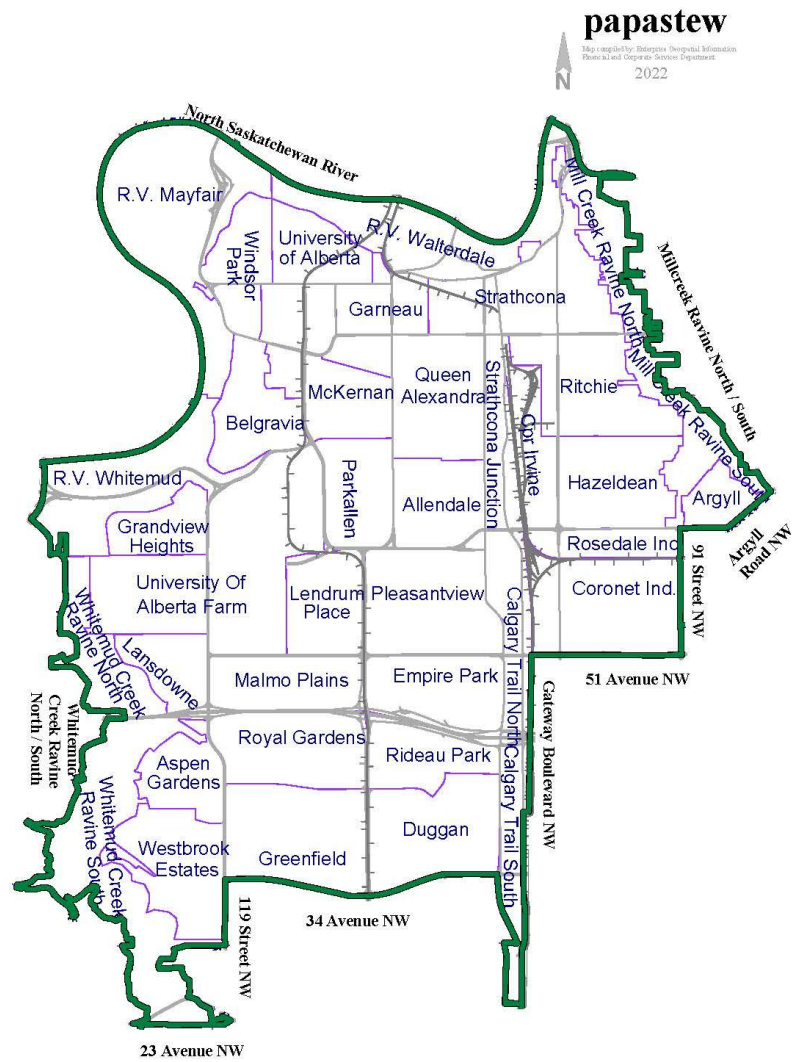 papastew
Map compiled by: Enterprise Geospatial Information
Financial and Corporate Services Department
2022
N
North Saskatchewan River
R.V. Mayfair
Mill Creek Ravine North
Windsor
Park
University
of Alberta
R.V. Walterdale
Millcreek Ravine North / South
Garneau
Strathcona
McKernan
Queen
Alexandra
Strathcona Junction
Cpr Irvine
Ritchie
Mill Creek Ravine Sou
Belgravia
R.V. Whitemud
Parkallen
Allendale
Hazeldean
Argyll
Grandview
Heights
Argyll
Road NW
Rosedale Ind
91 Street NW
University Of
Alberta Farm
Lendrum
Place
Pleasantview
Calgary Trail North
Coronet Ind.
Whitemud Creek
Ravine North
Lansdowne
Malmo Plains
Empire Park
51 Avenue NW
Whitemud
Creek Ravine
North / South
Royal Gardens
Rideau Park
Gateway Boulevard NW
Aspen
Gardens
Calgary Trail South
Whitemud Creek
Ravine South
Westbrook
Estates
Greenfield
Duggan
119 Street NW
34 Avenue NW
23 Avenue NW